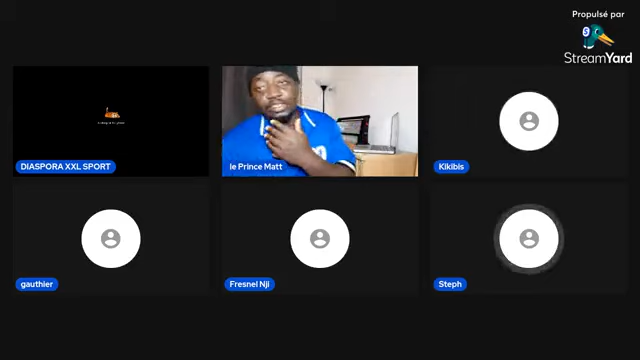 Propulsé par
StreamYard
DIASPORA XXL SPORT
le Prince Matt
Kikibis
gauthier
Fresnel Nji
Steph